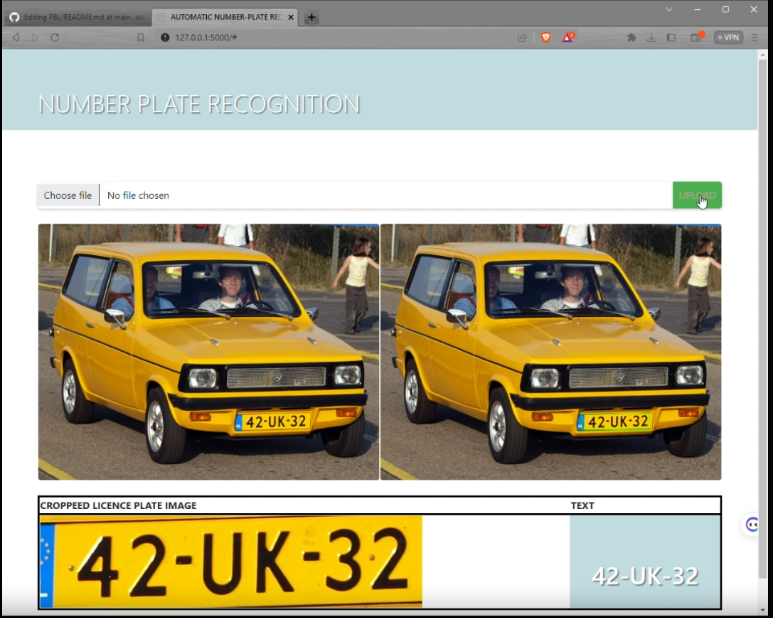 Editing FBL/README.md at main · su
AUTOMATIC NUMBER-PLATE REC
127.0.0.1:5000/#
VPN
NUMBER PLATE RECOGNITION
Choose file No file chosen
UPLOAD
42-UK-32
42-UK-32
CROPPEED LICENCE PLATE IMAGE TEXT
42-UK-32
42-UK-32